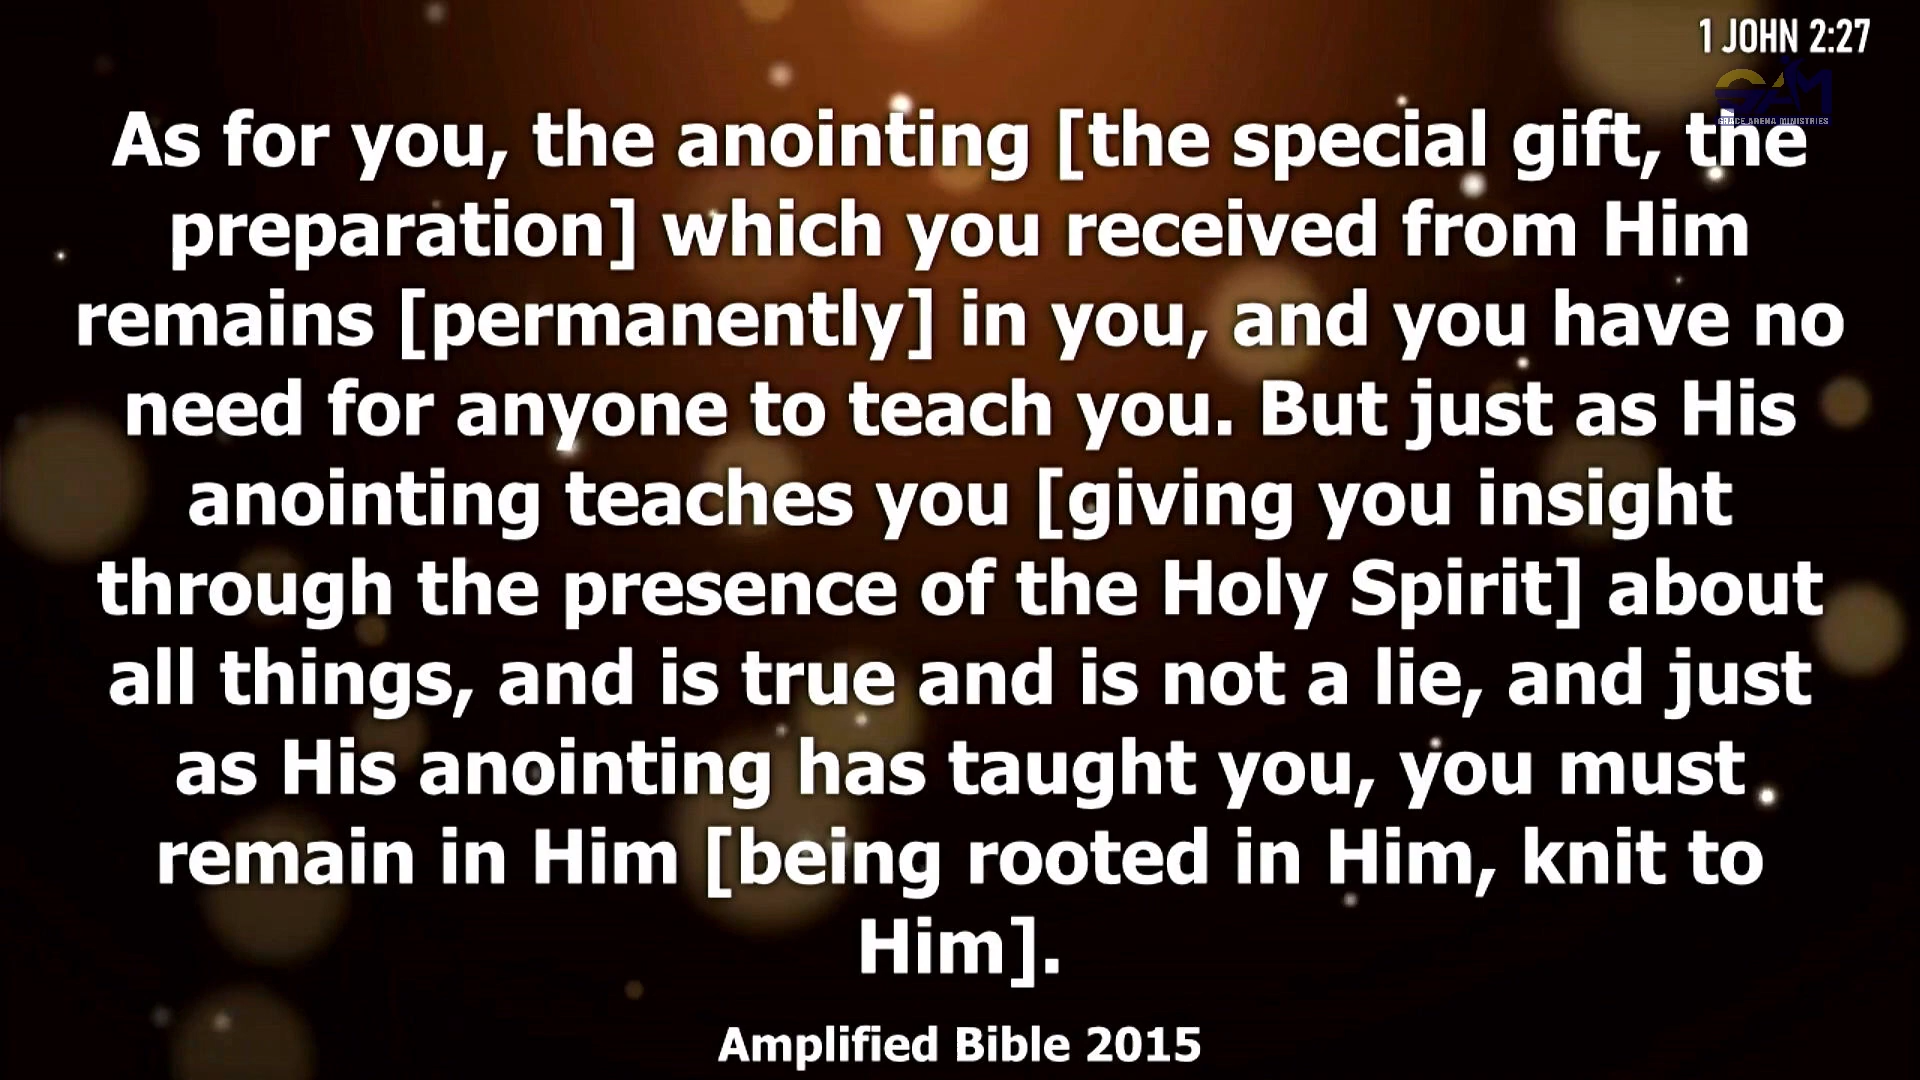 1 JOHN 2:27
GAM
GRACE ARENA MINISTRIES
As for you, the anointing [the special gift, the
preparation] which you received from Him
remains [permanently] in you, and you have no
need for anyone to teach you. But just as His
anointing teaches you [giving you insight
through the presence of the Holy Spirit] about
all things, and is true and is not a lie, and just
as His anointing has taught you, you must
remain in Him [being rooted in Him, knit to
Him].
Amplified Bible 2015